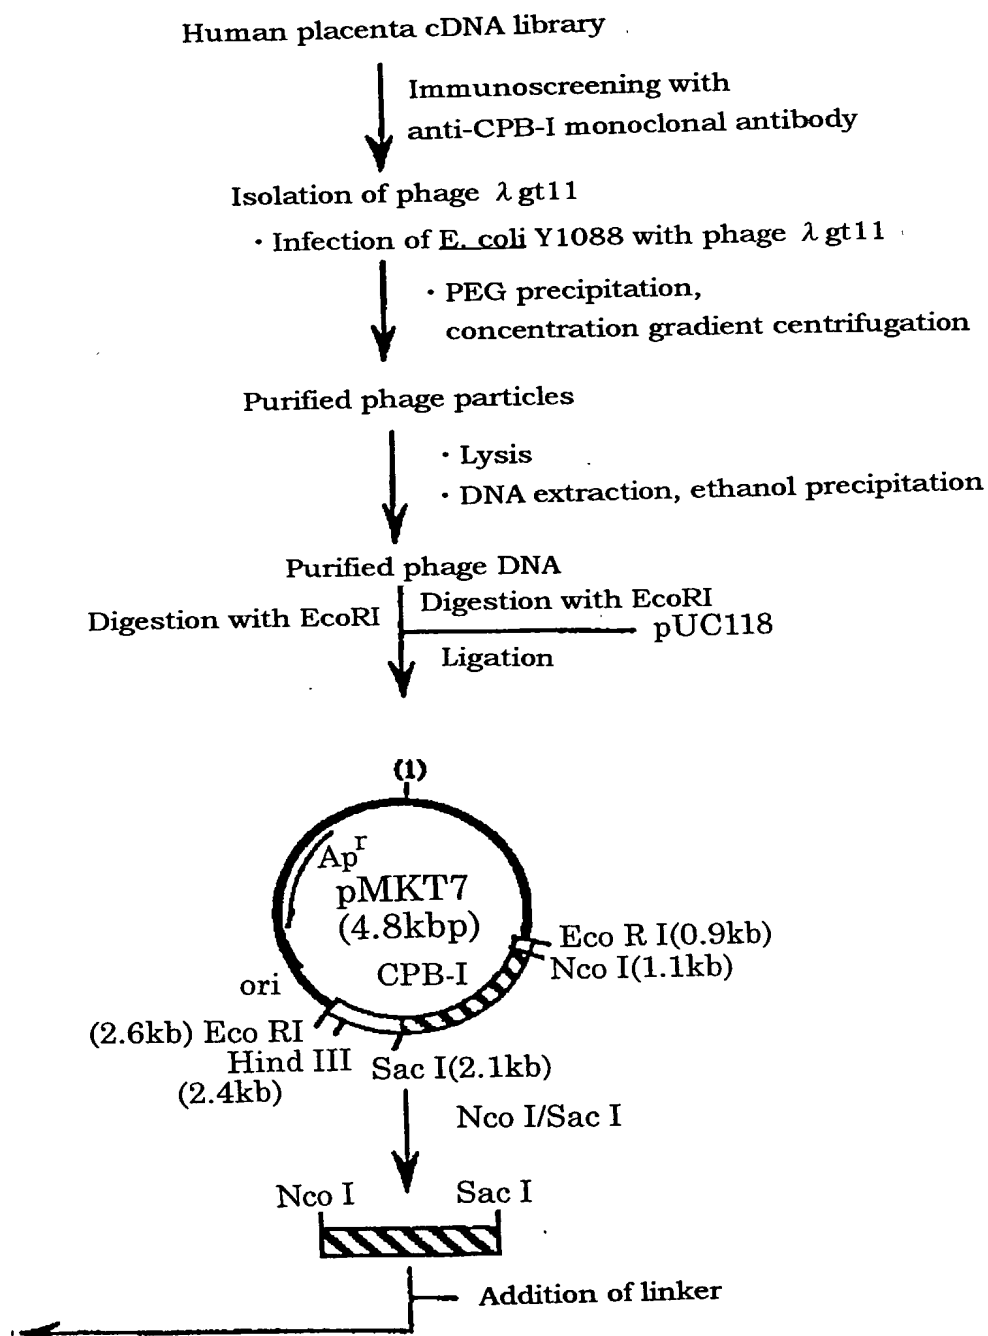 Human placenta cDNA library
Immunoscreening with
anti-CPB-I monoclonal antibody
Isolation of phage λ gt11
· Infection of E. coli Y1088 with phage λ gt11
· PEG precipitation,
concentration gradient centrifugation
Purified phage particles
· Lysis
· DNA extraction, ethanol precipitation
Purified phage DNA
Digestion with EcoRI
Digestion with EcoRI
pUC118
Ligation
(1)
Apr
pMKT7
(4.8kbp)
CPB-I
Eco R I(0.9kb)
Nco I(1.1kb)
ori
(2.6kb) Eco RI
Hind III
(2.4kb)
Sac I(2.1kb)
Nco I/Sac I
Nco I
Sac I
Addition of linker